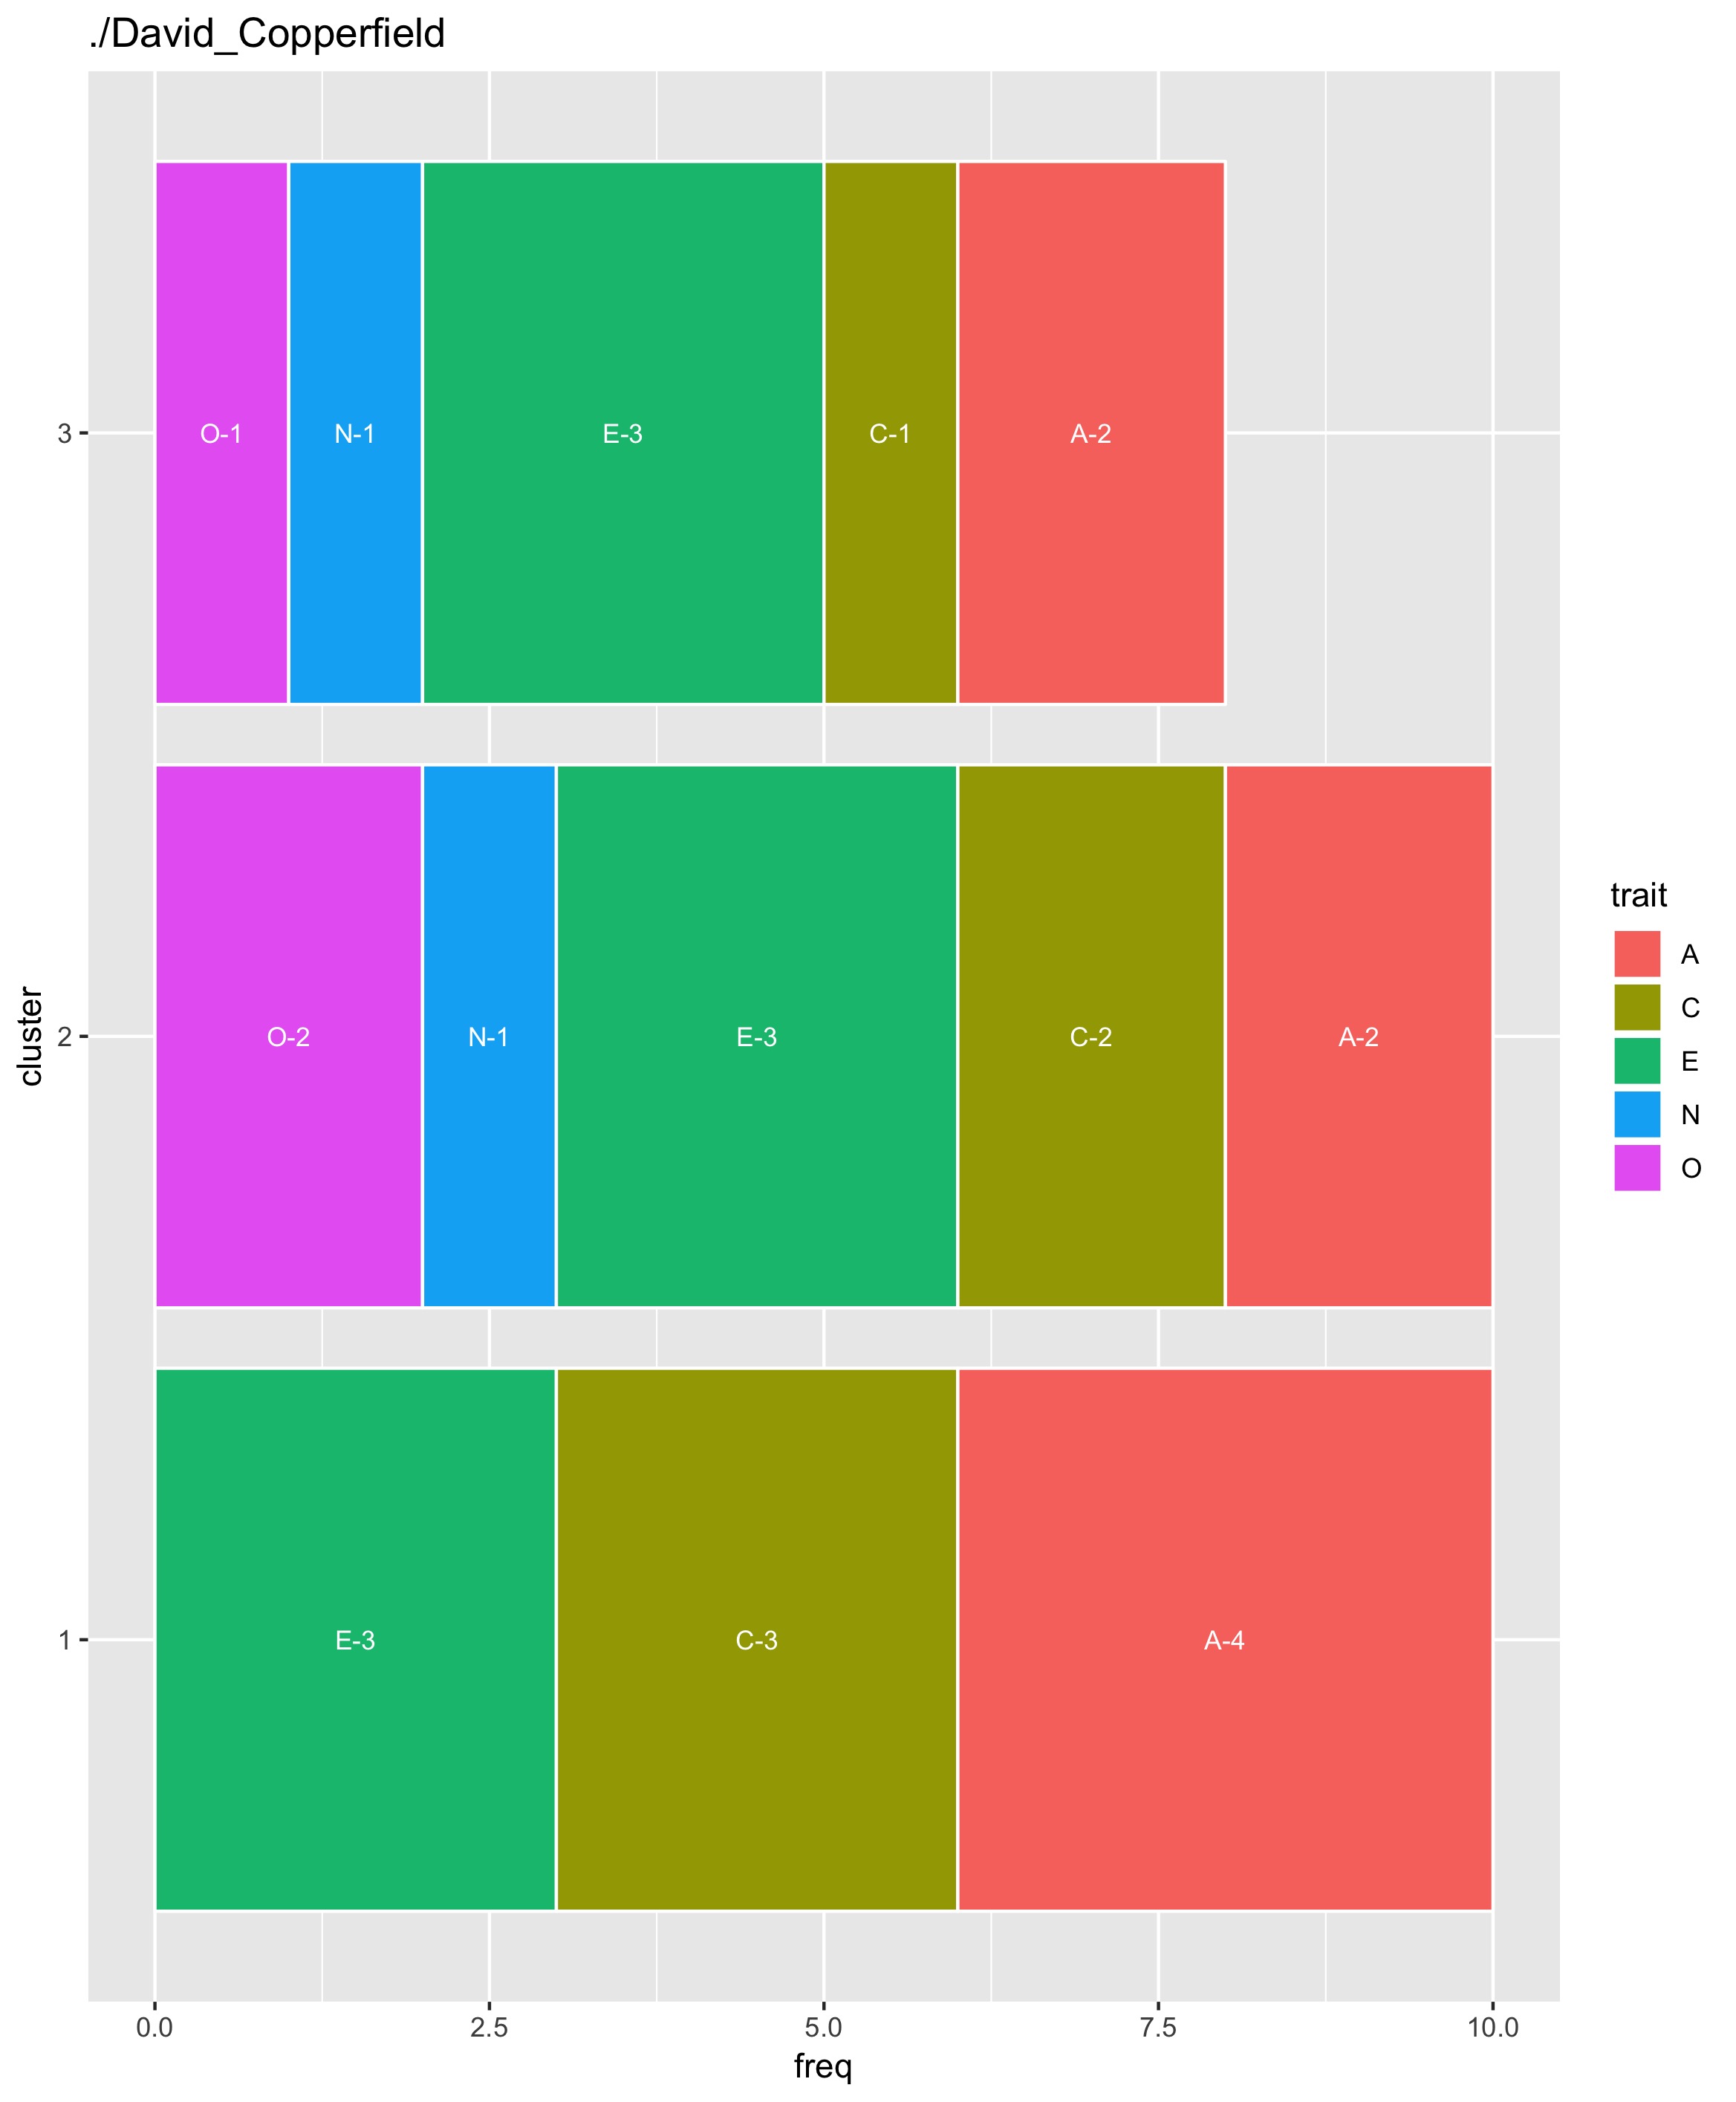 ./David_Copperfield
3
O-1 N-1 E-3 C-1 A-2
cluster
2
O-2 N-1 E-3 C-2 A-2
1
E-3 C-3 A-4
0.0 2.5 5.0 7.5 10.0
freq
trait
A
C
E
N
O